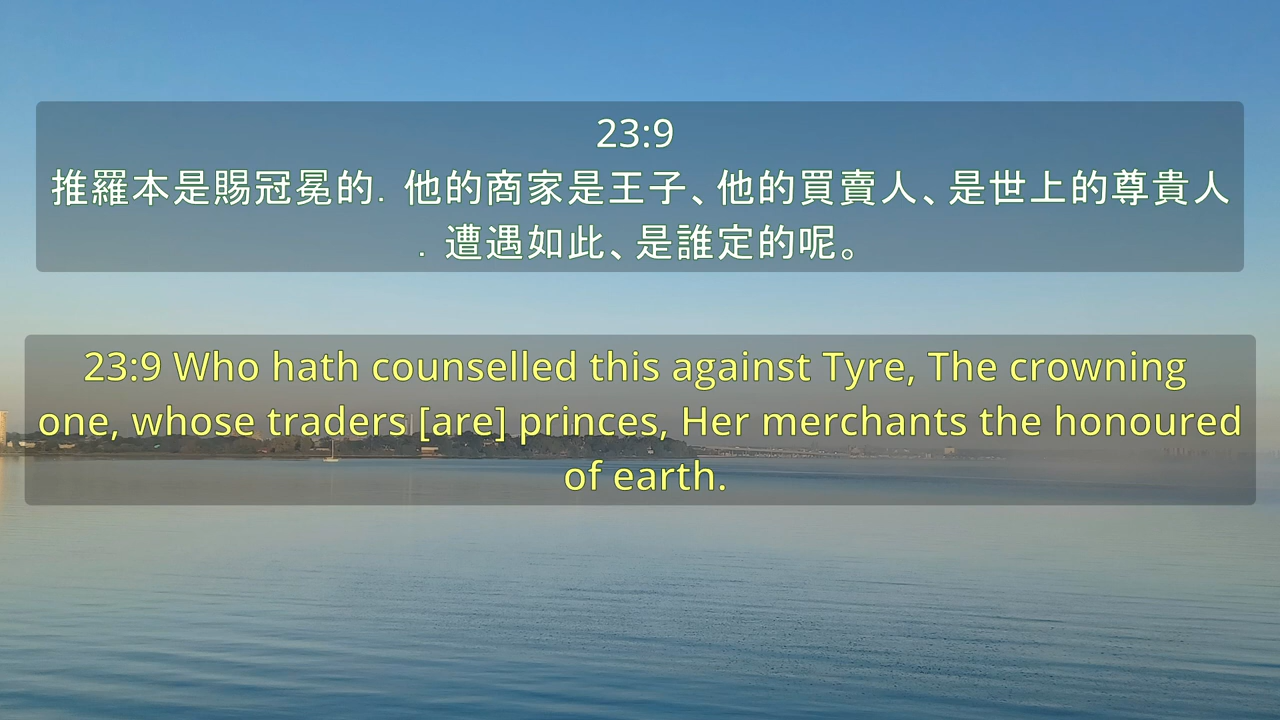 23:9
推羅本是賜冠冕的．他的商家是王子、他的買賣人、是世上的尊貴人
．遭遇如此、是誰定的呢。
23:9 Who hath counselled this against Tyre, The crowning
one, whose traders [are] princes, Her merchants the honoured
of earth.